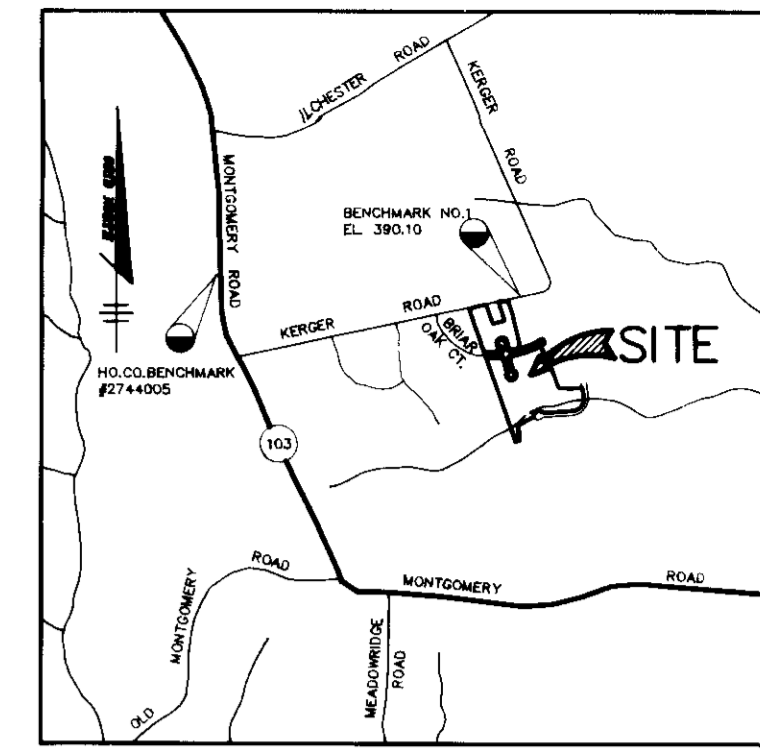 ILCHESTER ROAD
KERGER ROAD
MONTGOMERY ROAD
BENCHMARK NO.1
EL. 390.10
KERGER ROAD
BRIAR
OAK CT.
SITE
HO.CO.BENCHMARK
#2744005
103
MONTGOMERY ROAD
OLD MONTGOMERY ROAD
MEADOWRIDGE
ROAD